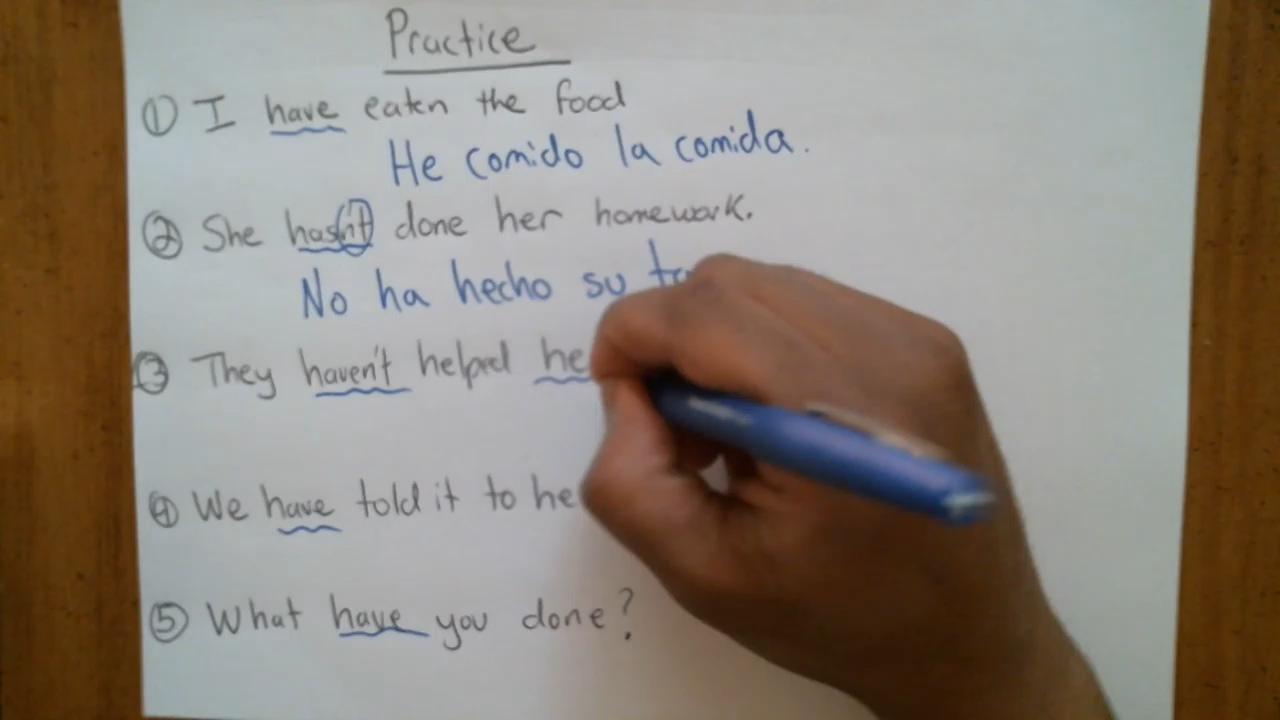 Practice
① I have eaten the food
He comido la comida.
② She hasn't done her homework.
No ha hecho su
③ They haven't helped
④ We have told it to
⑤ What have you done?